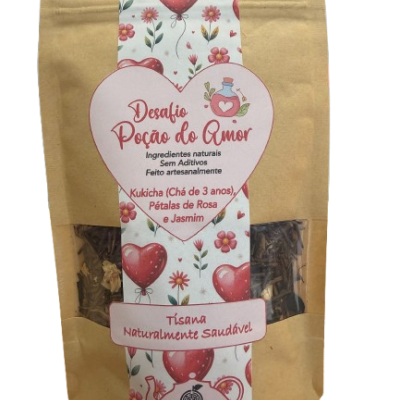 Desafio
Poção do Amor
Ingredientes naturais
Sem Aditivos
Feito artesanalmente
Kukicha (Chá de 3 anos),
Pétalas de Rosa
e Jasmim
Tisana
Naturalmente Saudável